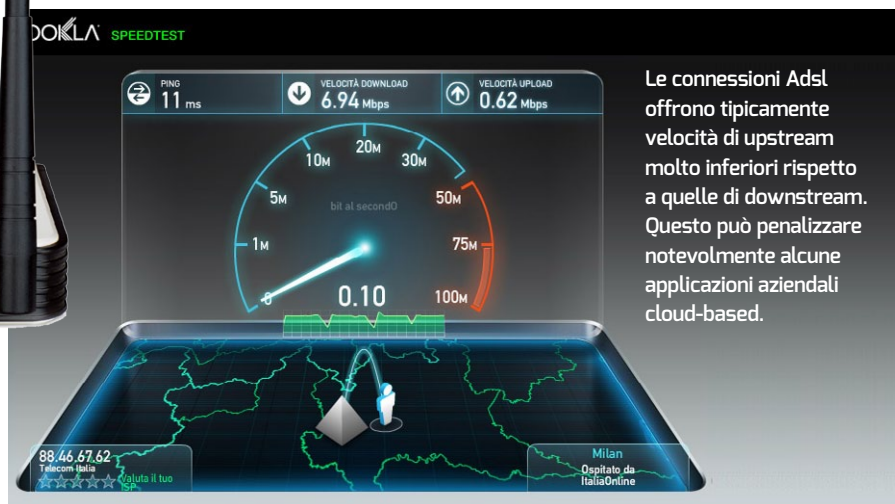 OOKLA SPEEDTEST
PING
11 ms
VELOCITÀ DOWNLOAD
6.94 Mbps
VELOCITÀ UPLOAD
0.62 Mbps
Le connessioni Adsl
offrono tipicamente
velocità di upstream
molto inferiori rispetto
a quelle di downstream.
Questo può penalizzare
notevolmente alcune
applicazioni aziendali
cloud-based.
0
1M
5M
10M
20M
30M
50M
75M
100M
bil al secondO
0.10
88.46.67.62
Telecom Italia
Valuta il tuo
ISP
Milan
Ospitato da
ItaliaOnline